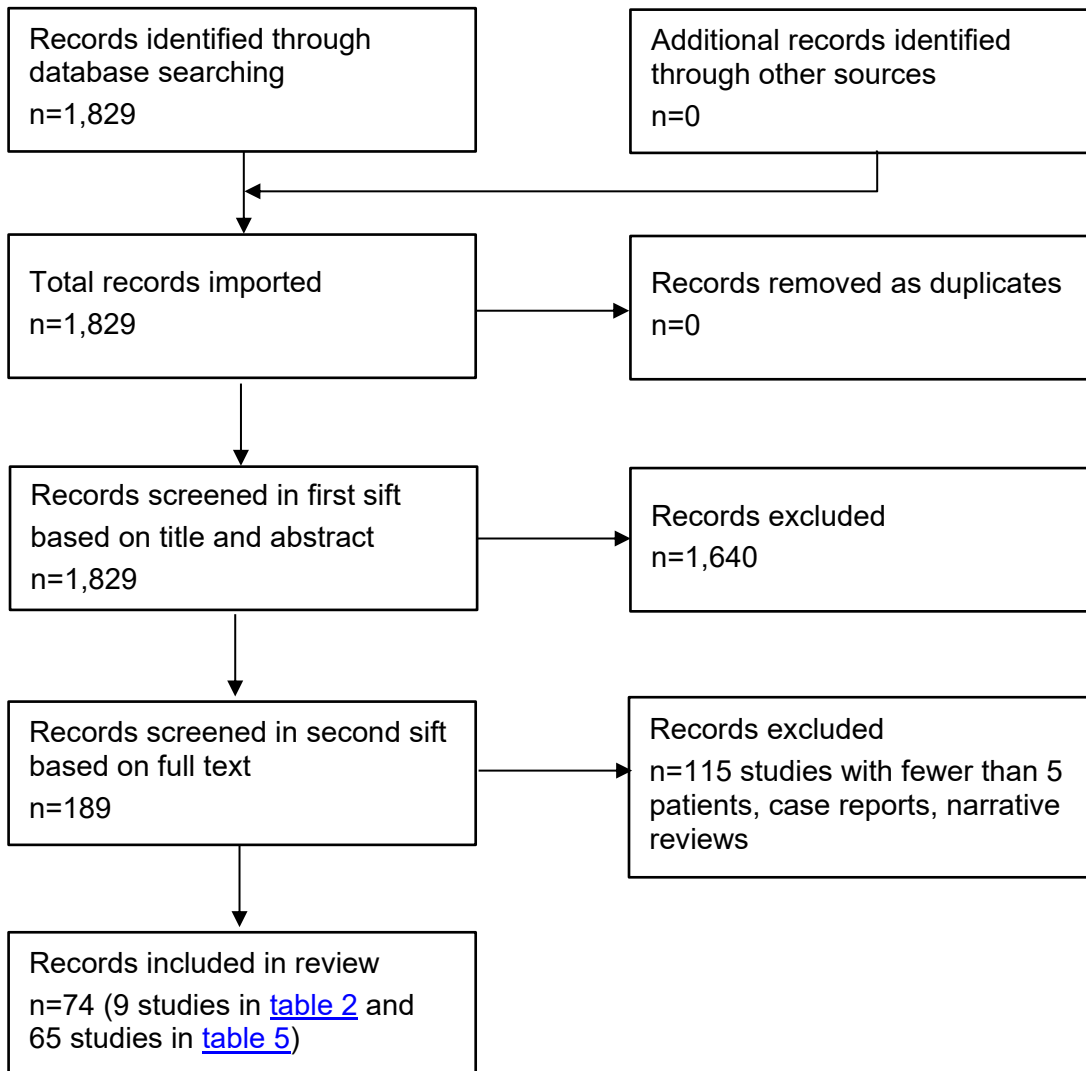 Records identified through
database searching
n=1,829
Additional records identified
through other sources
n=0
Total records imported
n=1,829
Records removed as duplicates
n=0
Records screened in first sift
based on title and abstract
n=1,829
Records excluded
n=1,640
Records screened in second sift
based on full text
n=189
Records excluded
n=115 studies with fewer than 5
patients, case reports, narrative
reviews
Records included in review
n=74 (9 studies in table 2 and
65 studies in table 5)